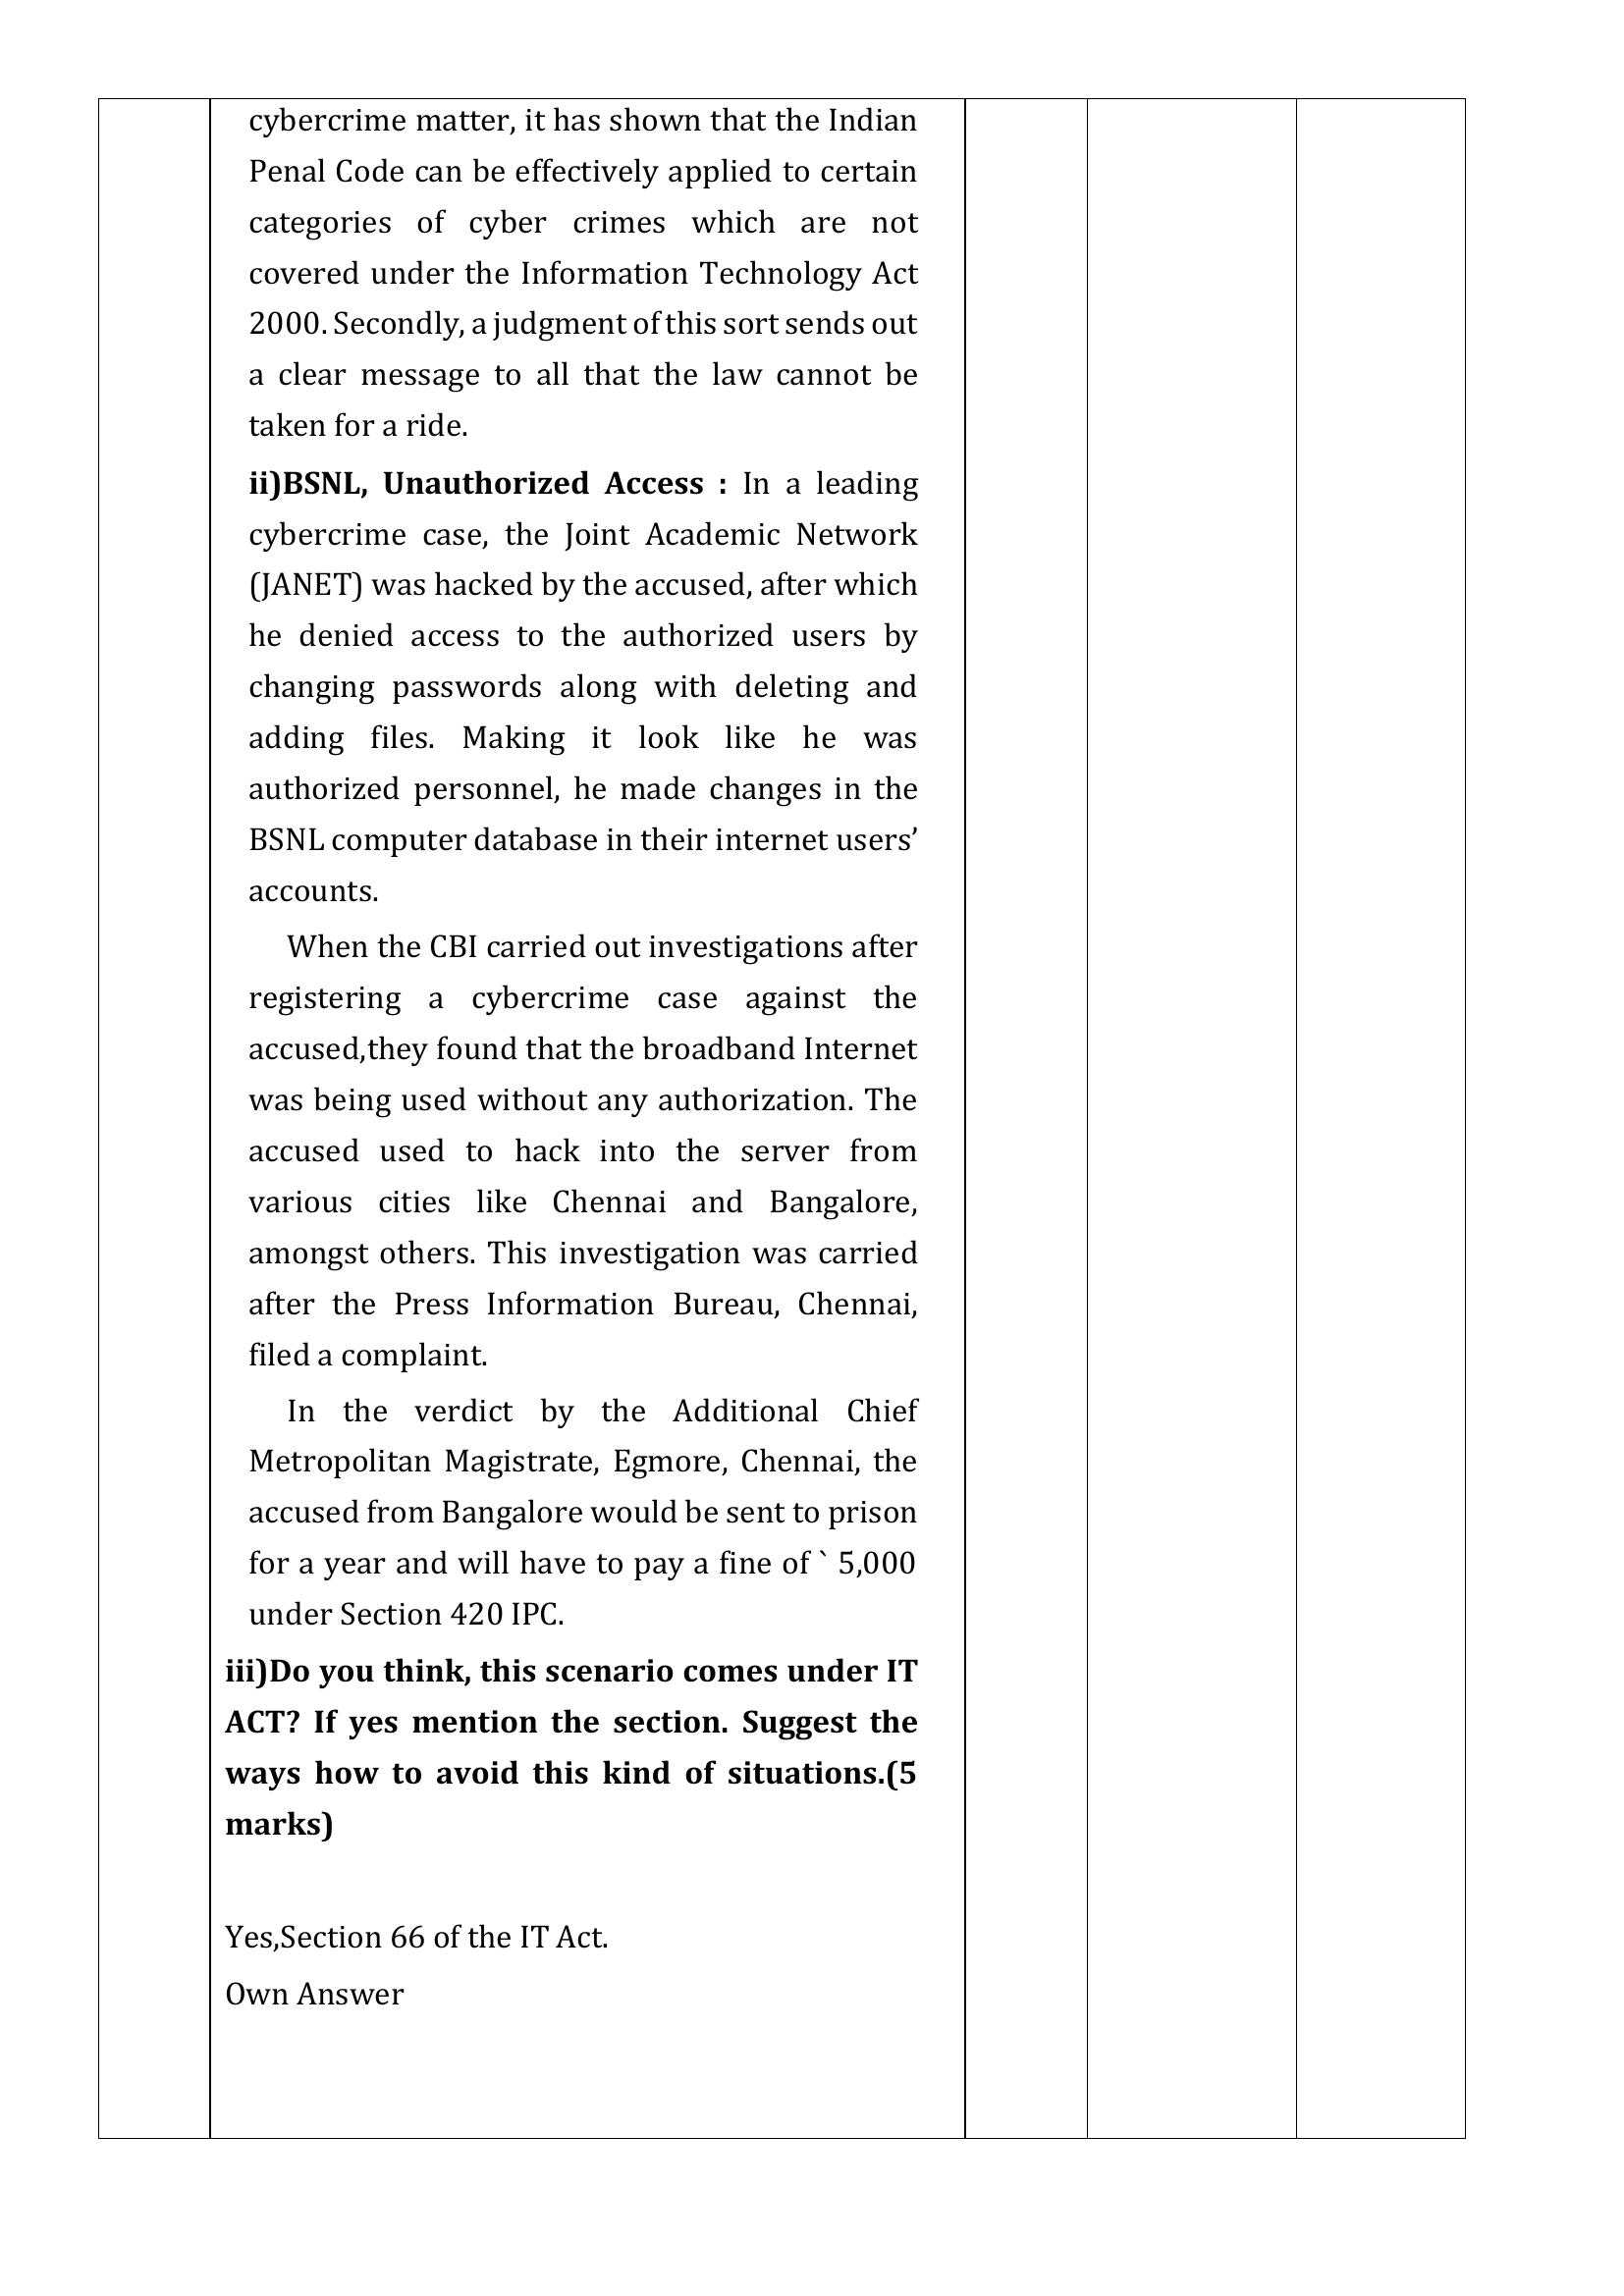 cybercrime matter, it has shown that the Indian
Penal Code can be effectively applied to certain
categories of cyber crimes which are not
covered under the Information Technology Act
2000. Secondly, a judgment of this sort sends out
a clear message to all that the law cannot be
taken for a ride.
ii)BSNL, Unauthorized Access : In a leading
cybercrime case, the Joint Academic Network
(JANET) was hacked by the accused, after which
he denied access to the authorized users by
changing passwords along with deleting and
adding files. Making it look like he was
authorized personnel, he made changes in the
BSNL computer database in their internet users’
accounts.
When the CBI carried out investigations after
registering a cybercrime case against the
accused,they found that the broadband Internet
was being used without any authorization. The
accused used to hack into the server from
various cities like Chennai and Bangalore,
amongst others. This investigation was carried
after the Press Information Bureau, Chennai,
filed a complaint.
In the verdict by the Additional Chief
Metropolitan Magistrate, Egmore, Chennai, the
accused from Bangalore would be sent to prison
for a year and will have to pay a fine of ` 5,000
under Section 420 IPC.
iii)Do you think, this scenario comes under IT
ACT? If yes mention the section. Suggest the
ways how to avoid this kind of situations.(5
marks)
Yes,Section 66 of the IT Act.
Own Answer